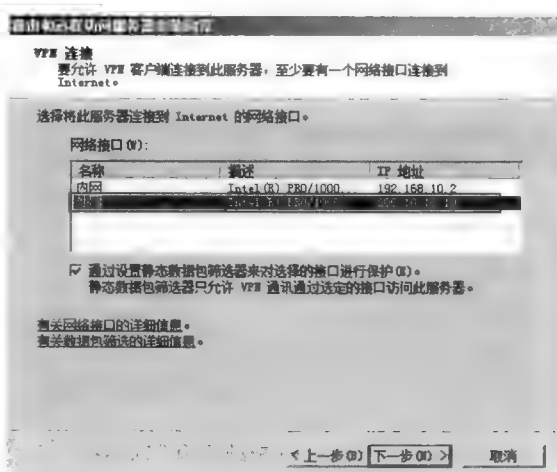 VPN 连接
要允许 VPN 客户端连接到此服务器，至少要有一个网络接口连接到
Internet。
选择将此服务器连接到 Internet 的网络接口。
网络接口(W):
名称 描述 IP 地址
内网 Intel(R) PRO/1000... 192.168.10.2
通过设置静态数据包筛选器来对选择的接口进行保护(E)。
静态数据包筛选器只允许 VPN 通讯通过选定的接口访问此服务器。
有关网络接口的详细信息。
有关数据包筛选的详细信息。
<上一步(B) 下一步(N) > 取消